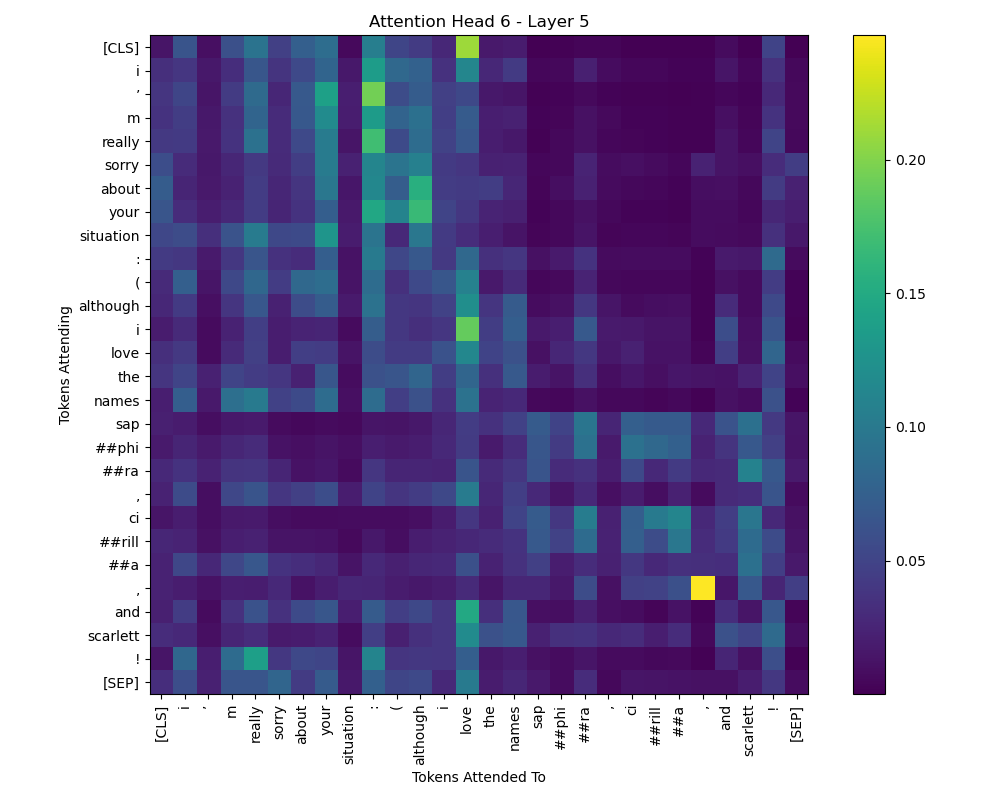 Attention Head 6 - Layer 5
Tokens Attending
[CLS]
i
’
m
really
sorry
about
your
situation
:
(
although
i
love
the
names
sap
##phi
##ra
,
ci
##rill
##a
,
and
scarlett
!
[SEP]
[CLS]
i
’
m
really
sorry
about
your
situation
:
(
although
i
love
the
names
sap
##phi
##ra
,
ci
##rill
##a
,
and
scarlett
!
[SEP]
Tokens Attended To
0.20
0.15
0.10
0.05